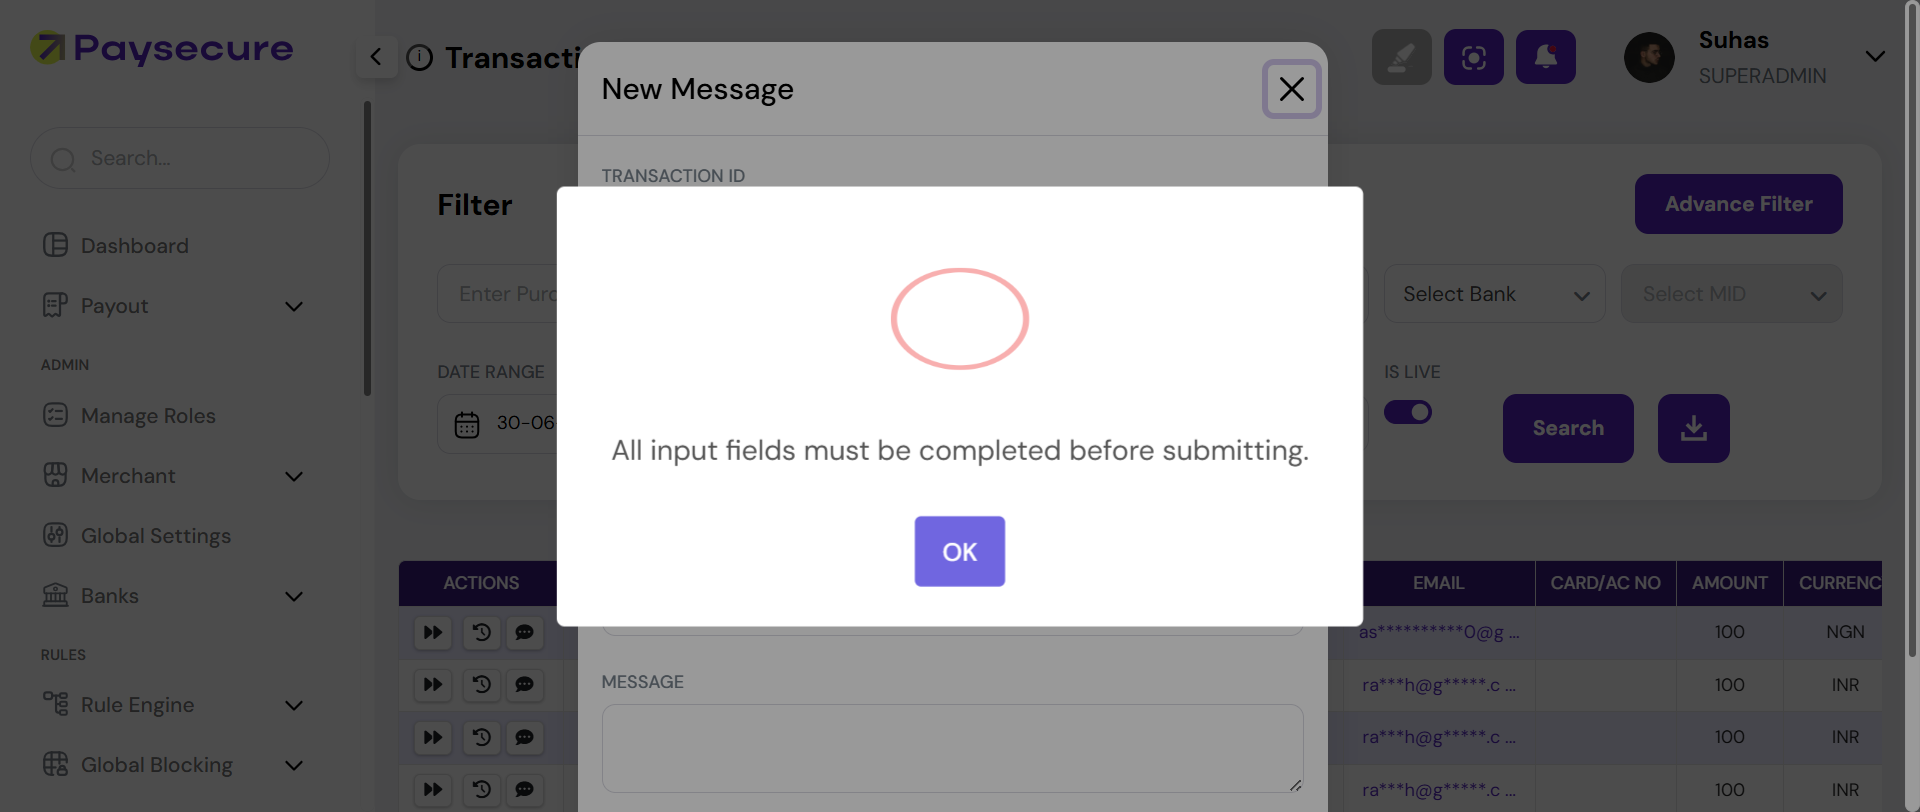 Paysecure
Transacti
New Message
Suhas
SUPERADMIN
Search...
TRANSACTION ID
Filter
Advance Filter
Dashboard
Enter Purc
Select Bank
Select MID
Payout
ADMIN
DATE RANGE
IS LIVE
Manage Roles
30-06
Search
All input fields must be completed before submitting.
Merchant
Global Settings
OK
ACTIONS
EMAIL
CARD/AC NO
AMOUNT
CURRENC
Banks
as**********0@g ...
100
NGN
RULES
MESSAGE
ra***h@g*****.c ...
100
INR
Rule Engine
ra***h@g*****.c ...
100
INR
Global Blocking
ra***h@g*****.c ...
100
INR